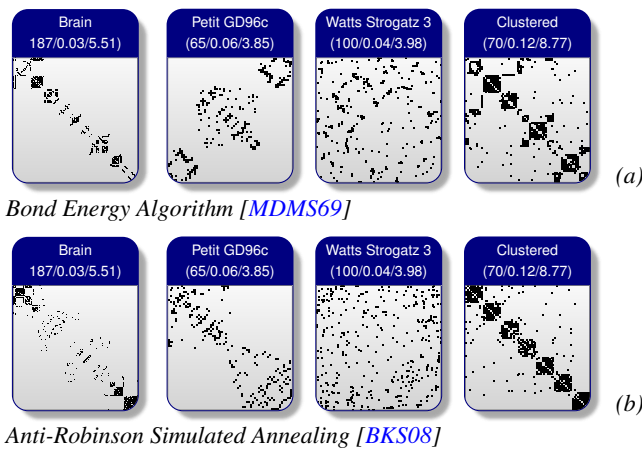 Brain Petit GD96c Watts Strogatz 3 Clustered
187/0.03/5.51) (65/0.06/3.85) (100/0.04/3.98) (70/0.12/8.77)
(a)
Bond Energy Algorithm [MDMS69]
Brain Petit GD96c Watts Strogatz 3 Clustered
187/0.03/5.51) (65/0.06/3.85) (100/0.04/3.98) (70/0.12/8.77)
(b)
Anti-Robinson Simulated Annealing [BKS08]